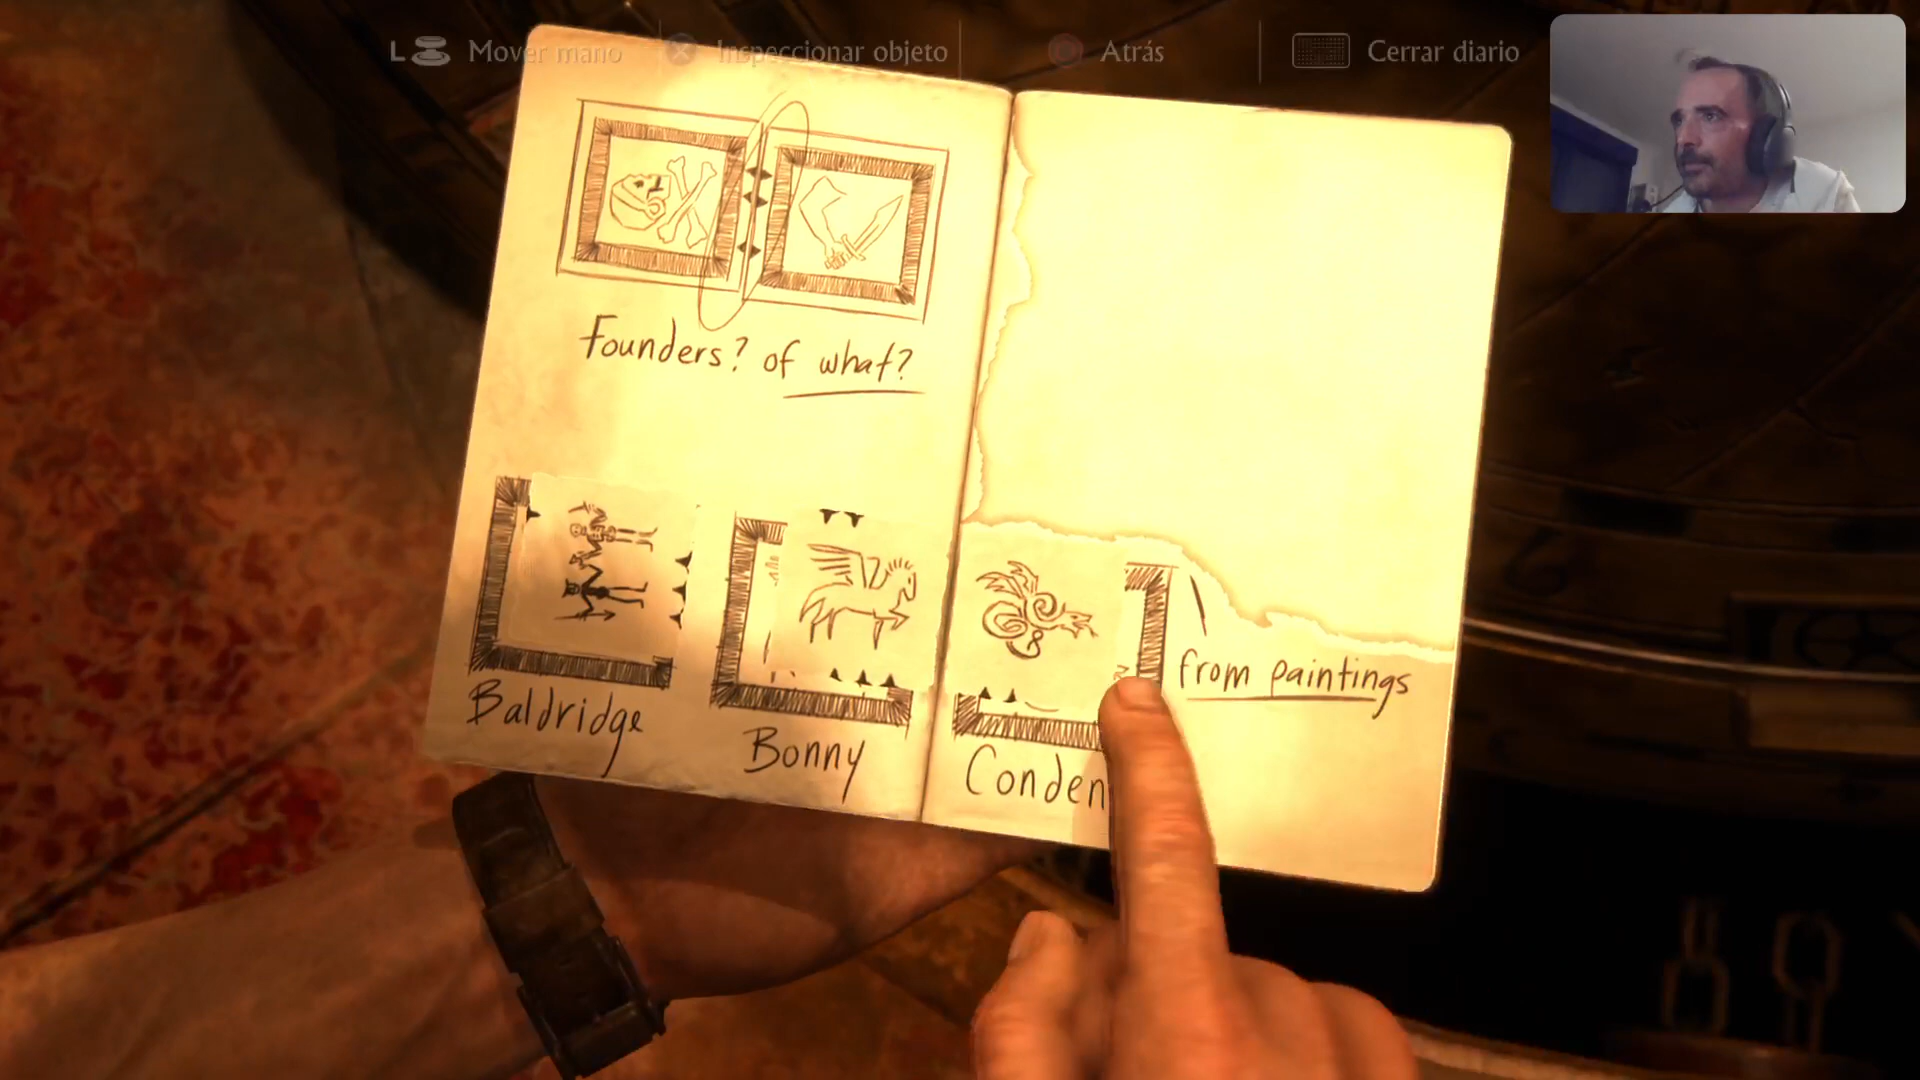 L Mover mano
Inspeccionar objeto
Atrás
Cerrar diario
Founders? of what?
Baldridge
Bonny
Conden
from paintings